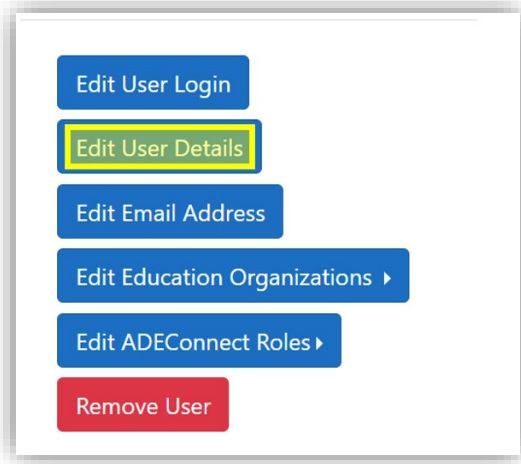 Edit User Login
Edit User Details
Edit Email Address
Edit Education Organizations
Edit ADEConnect Roles
Remove User